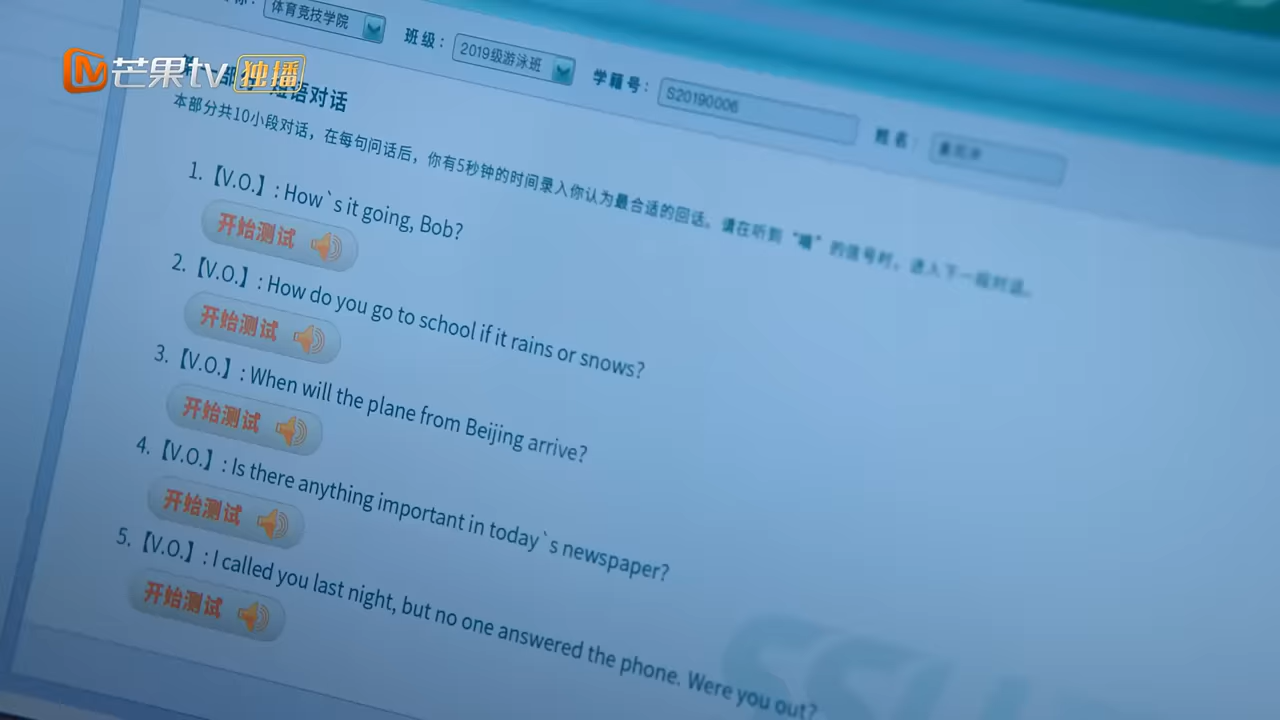 芒果tv 独播
体育竞技学院 班级： 2019级游泳班 学籍号： S20190006 姓名：
短语对话
本部分共10小段对话，在每句问话后，你有5秒钟的时间录入你认为最合适的回话。请在听到“嘀”的信号时，进入下一段对话。
1.【V.O.】: How`s it going, Bob?
开始测试
2.【V.O.】: How do you go to school if it rains or snows?
开始测试
3.【V.O.】: When will the plane from Beijing arrive?
开始测试
4.【V.O.】: Is there anything important in today`s newspaper?
开始测试
5.【V.O.】: I called you last night, but no one answered the phone. Were you out?
开始测试